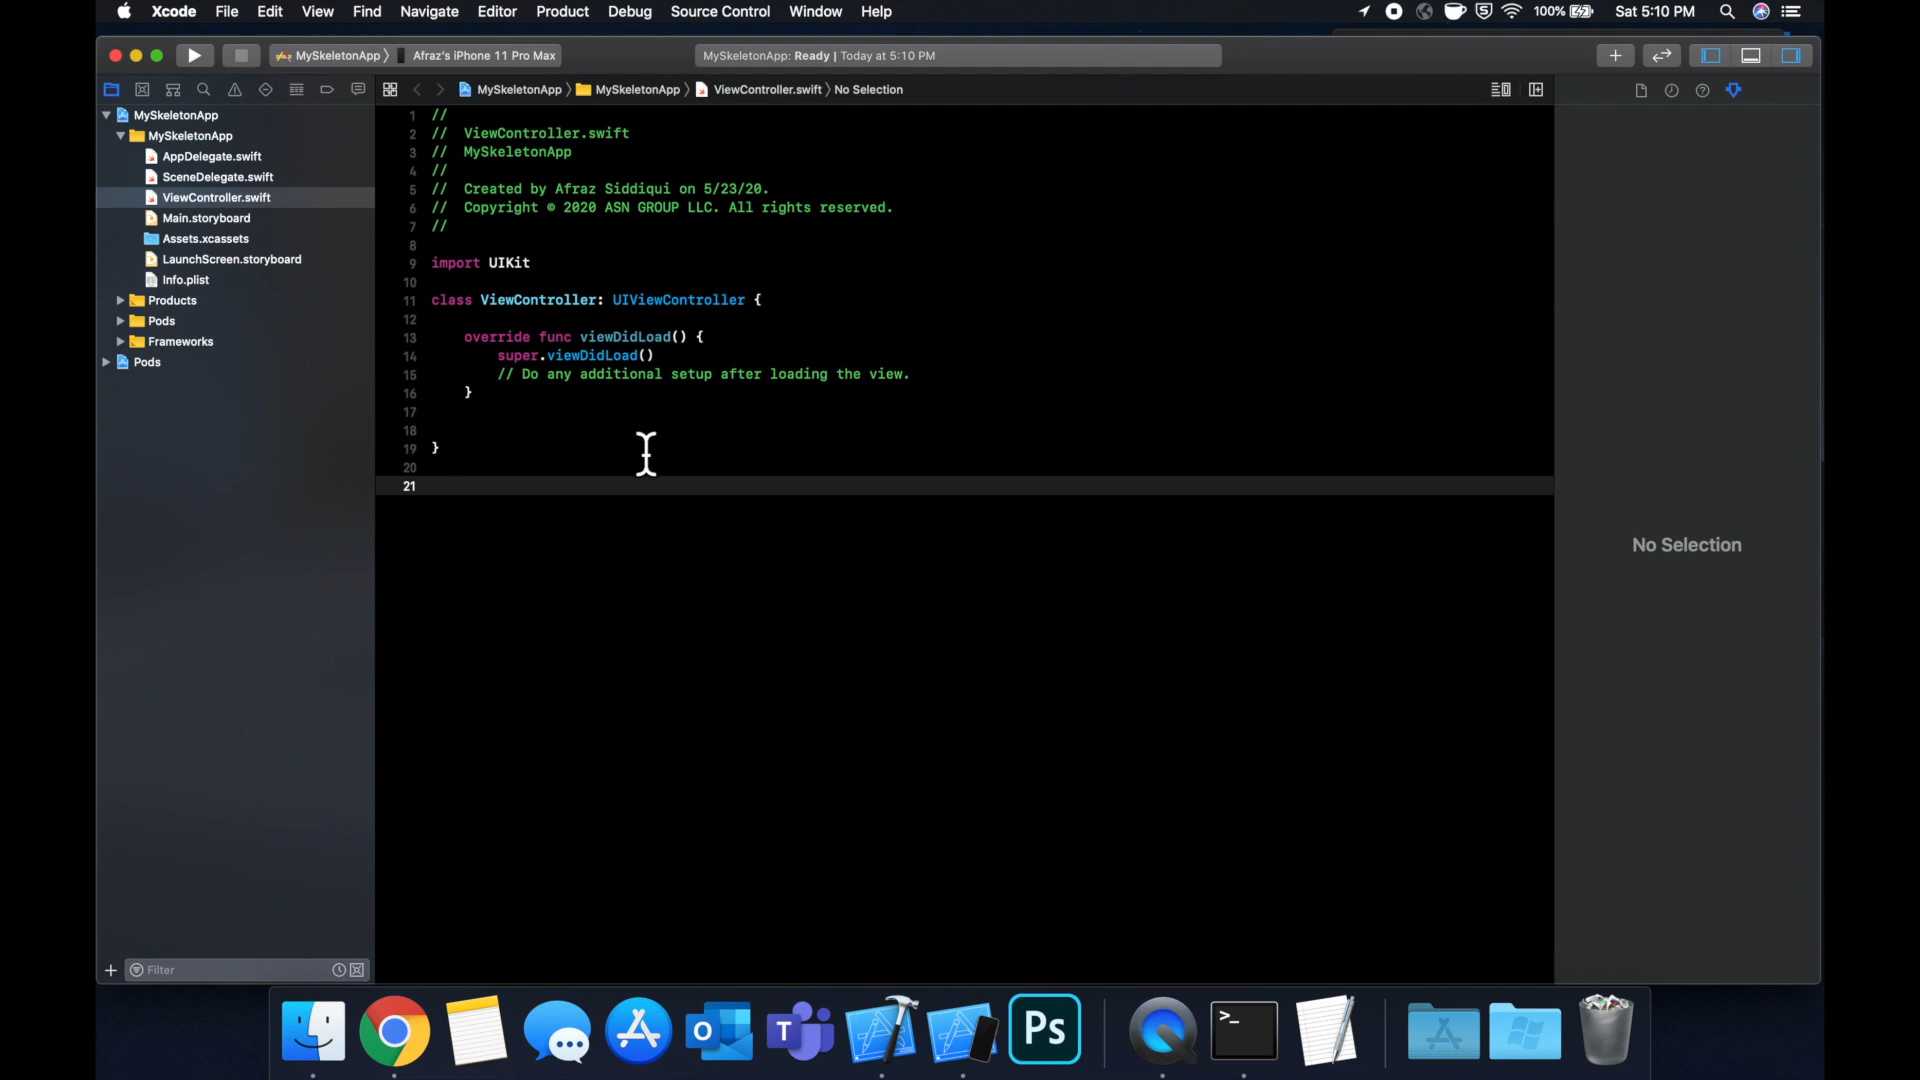 Xcode File Edit View Find Navigate Editor Product Debug Source Control Window Help 5 100% Sat 5:10 PM
MySkeletonApp 〉 Afraz's iPhone 11 Pro Max MySkeletonApp: Ready | Today at 5:10 PM
MySkeletonApp 〉 MySkeletonApp 〉 ViewController.swift 〉 No Selection
MySkeletonApp
MySkeletonApp
AppDelegate.swift
SceneDelegate.swift
ViewController.swift
Main.storyboard
Assets.xcassets
LaunchScreen.storyboard
Info.plist
Products
Pods
Frameworks
Pods
1 //
2 // ViewController.swift
3 // MySkeletonApp
4 //
5 // Created by Afraz Siddiqui on 5/23/20.
6 // Copyright © 2020 ASN GROUP LLC. All rights reserved.
7 //
8
9 import UIKit
10
11 class ViewController: UIViewController {
12
13 override func viewDidLoad() {
14 super.viewDidLoad()
15 // Do any additional setup after loading the view.
16 }
17
18
19 }
20
21
No Selection
Filter
O T Ps >_